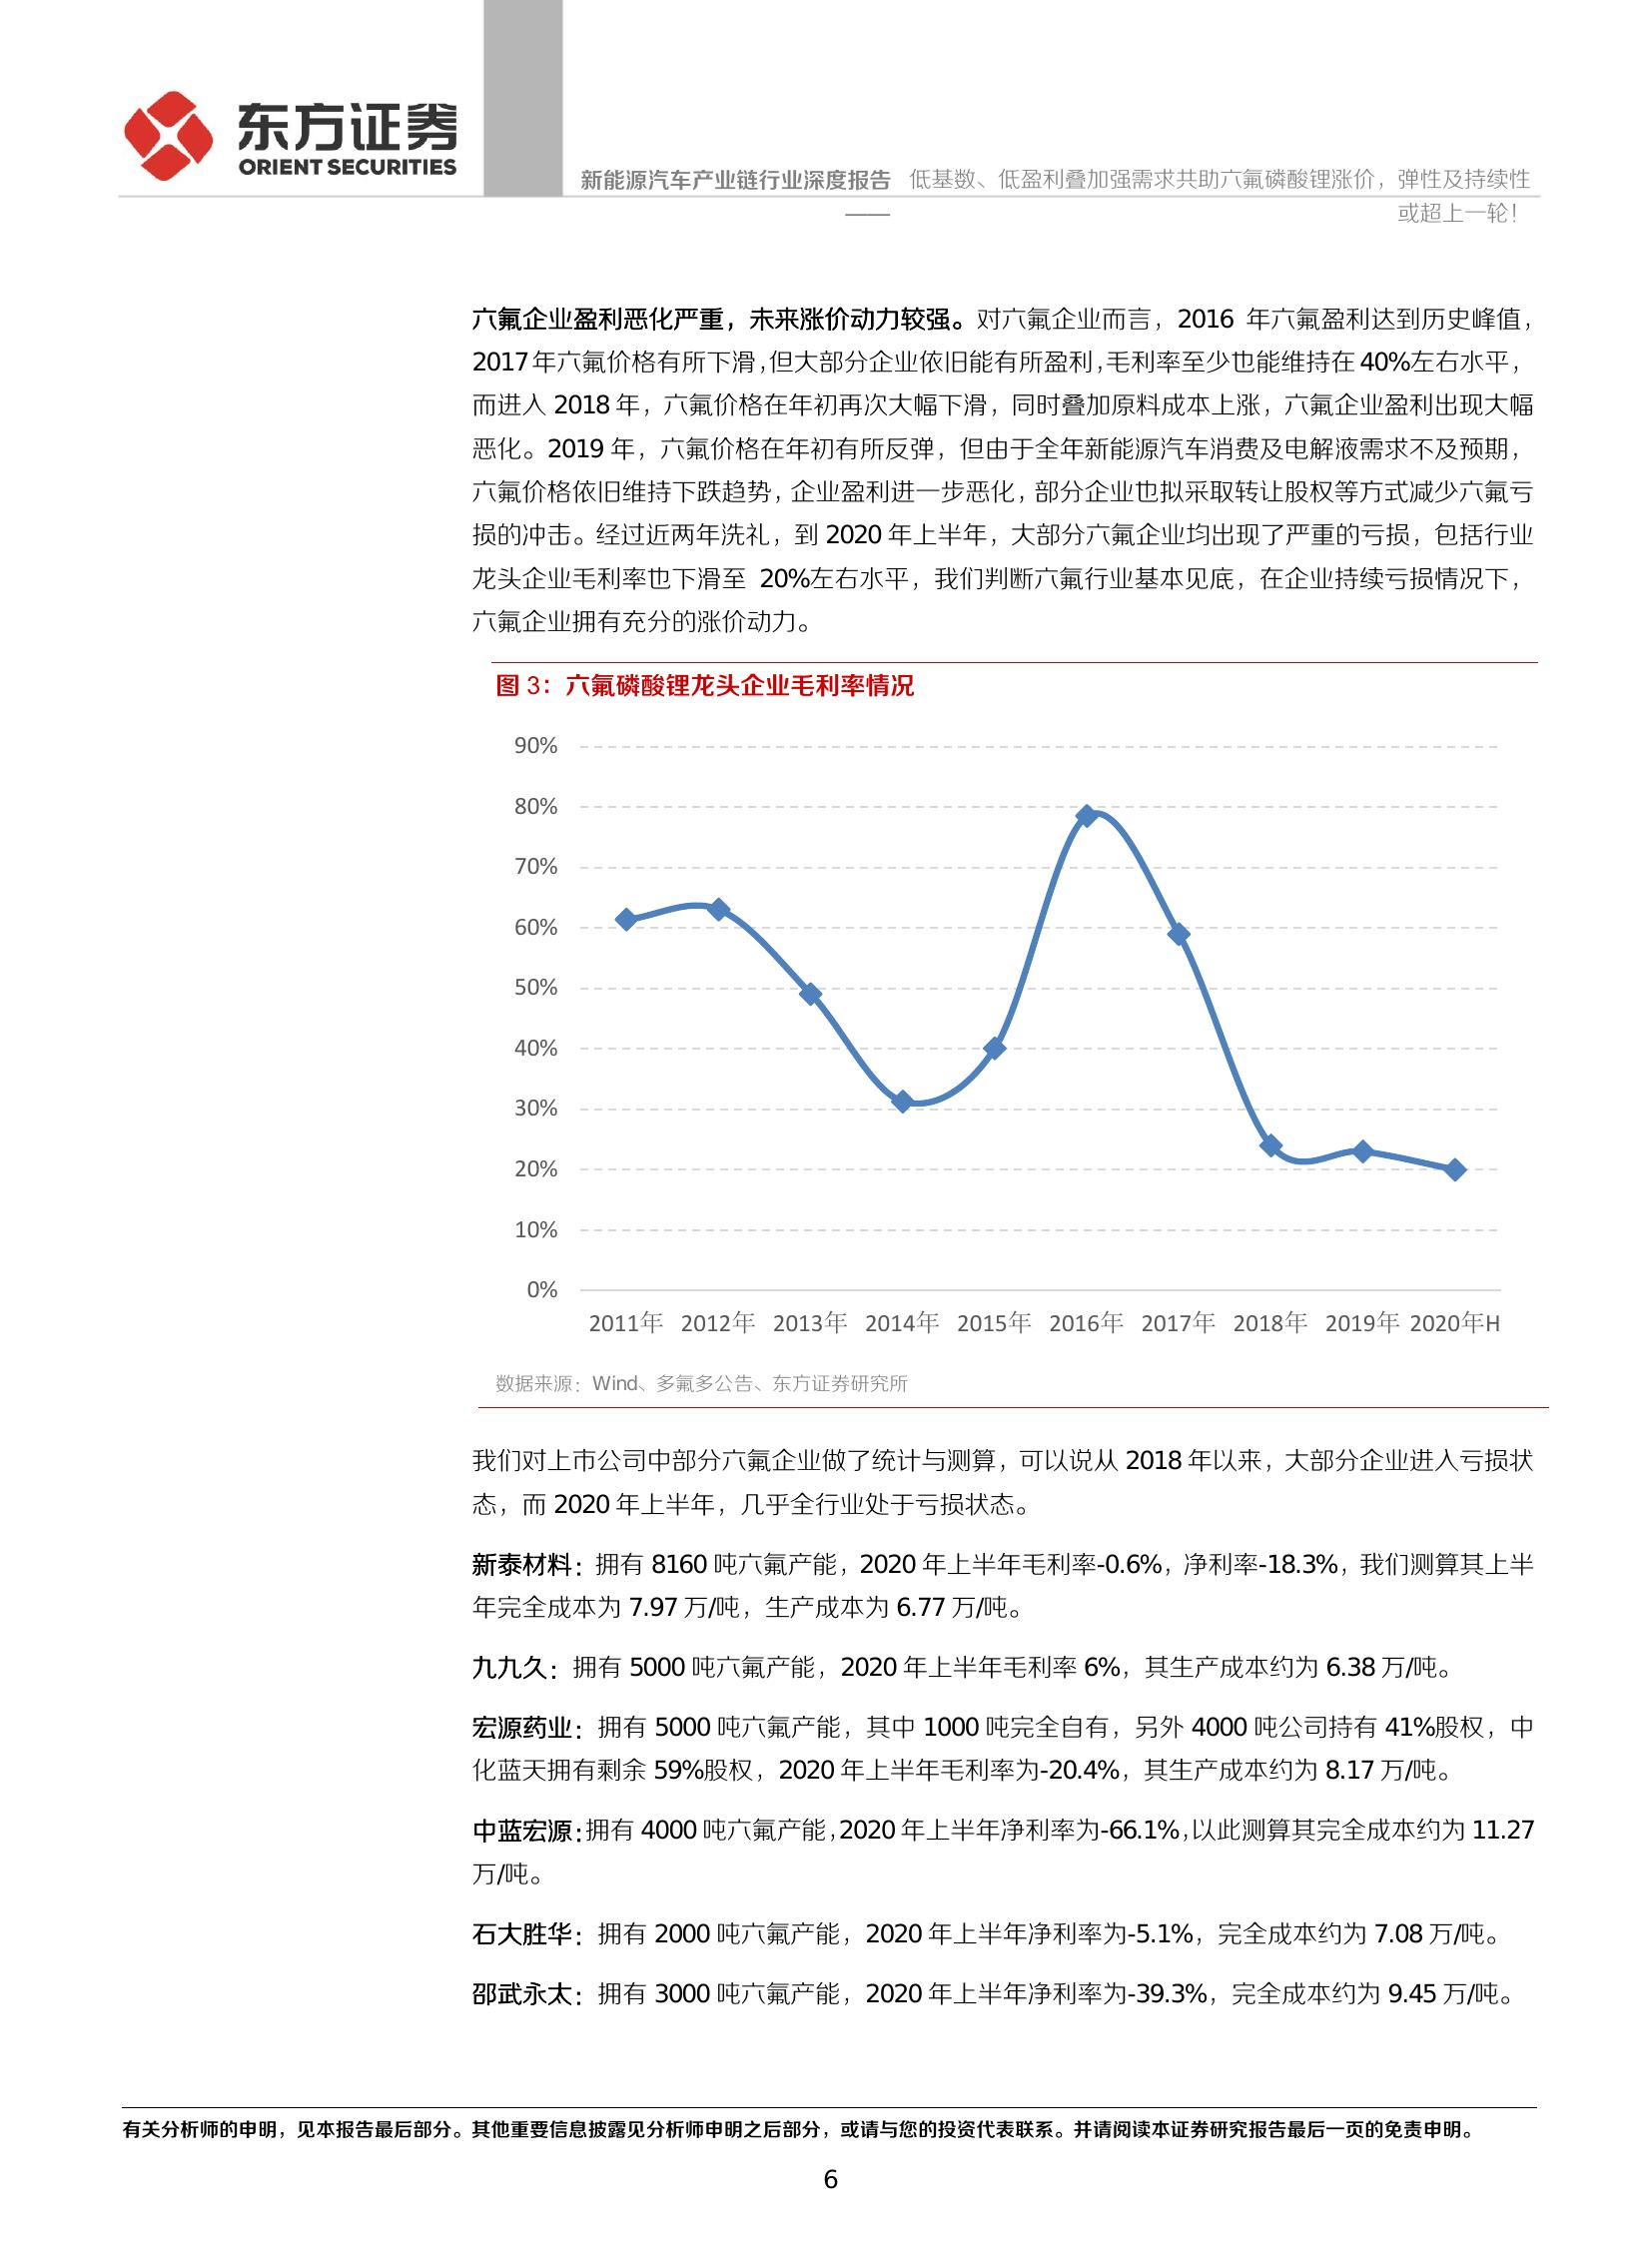 东方证券
ORIENT SECURITIES
新能源汽车产业链行业深度报告 低基数、低盈利叠加强需求共助六氟磷酸锂涨价，弹性及持续性
—— 或超上一轮！
六氟企业盈利恶化严重，未来涨价动力较强。对六氟企业而言，2016 年六氟盈利达到历史峰值，
2017年六氟价格有所下滑，但大部分企业依旧能有所盈利，毛利率至少也能维持在40%左右水平，
而进入 2018 年，六氟价格在年初再次大幅下滑，同时叠加原料成本上涨，六氟企业盈利出现大幅
恶化。2019 年，六氟价格在年初有所反弹，但由于全年新能源汽车消费及电解液需求不及预期，
六氟价格依旧维持下跌趋势，企业盈利进一步恶化，部分企业也拟采取转让股权等方式减少六氟亏
损的冲击。经过近两年洗礼，到 2020 年上半年，大部分六氟企业均出现了严重的亏损，包括行业
龙头企业毛利率也下滑至 20%左右水平，我们判断六氟行业基本见底，在企业持续亏损情况下，
六氟企业拥有充分的涨价动力。
图 3：六氟磷酸锂龙头企业毛利率情况
90%
80%
70%
60%
50%
40%
30%
20%
10%
0%
2011年 2012年 2013年 2014年 2015年 2016年 2017年 2018年 2019年 2020年H
数据来源：Wind、多氟多公告、东方证券研究所
我们对上市公司中部分六氟企业做了统计与测算，可以说从 2018 年以来，大部分企业进入亏损状
态，而 2020 年上半年，几乎全行业处于亏损状态。
新泰材料：拥有 8160 吨六氟产能，2020 年上半年毛利率-0.6%，净利率-18.3%，我们测算其上半
年完全成本为 7.97 万/吨，生产成本为 6.77 万/吨。
九九久：拥有 5000 吨六氟产能，2020 年上半年毛利率 6%，其生产成本约为 6.38 万/吨。
宏源药业：拥有 5000 吨六氟产能，其中 1000 吨完全自有，另外 4000 吨公司持有 41%股权，中
化蓝天拥有剩余 59%股权，2020 年上半年毛利率为-20.4%，其生产成本约为 8.17 万/吨。
中蓝宏源：拥有 4000 吨六氟产能，2020 年上半年净利率为-66.1%，以此测算其完全成本约为 11.27
万/吨。
石大胜华：拥有 2000 吨六氟产能，2020 年上半年净利率为-5.1%，完全成本约为 7.08 万/吨。
邵武永太：拥有 3000 吨六氟产能，2020 年上半年净利率为-39.3%，完全成本约为 9.45 万/吨。
有关分析师的申明，见本报告最后部分。其他重要信息披露见分析师申明之后部分，或请与您的投资代表联系。并请阅读本证券研究报告最后一页的免责申明。
6